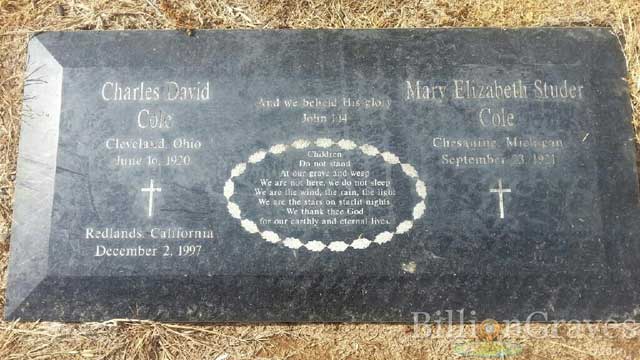 Charles David
Cole
Cleveland, Ohio
June 16, 1920
Redlands, California
December 2, 1997
And we beheld His glory
John 1:14
Children
Do not stand
At our grave and weep
We are not here, we do not sleep
We are the wind, the rain, the light
We are the stars on starlit nights
We thank thee God
for our earthly and eternal lives.
Mary Elizabeth Studer
Cole
Chesaning, Michigan
September 23, 1921
BillionGraves